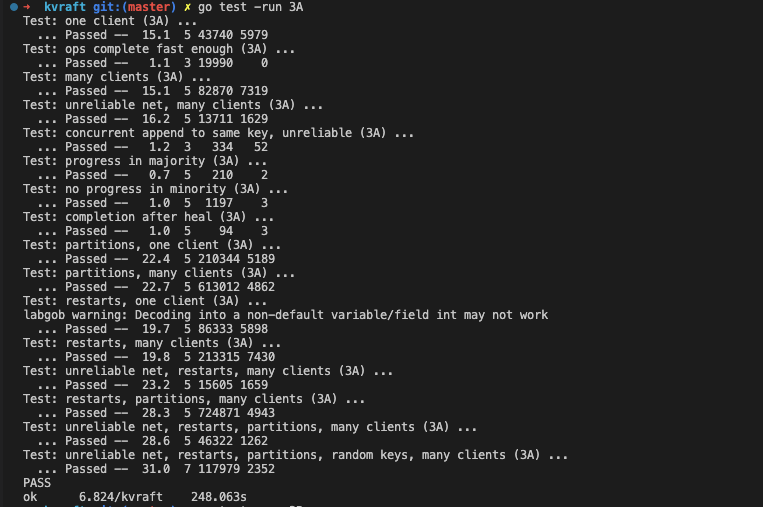 ➜ kvraft git:(master) ✗ go test -run 3A
Test: one client (3A) ...
... Passed -- 15.1 5 43740 5979
Test: ops complete fast enough (3A) ...
... Passed -- 1.1 3 19990 0
Test: many clients (3A) ...
... Passed -- 15.1 5 82870 7319
Test: unreliable net, many clients (3A) ...
... Passed -- 16.2 5 13711 1629
Test: concurrent append to same key, unreliable (3A) ...
... Passed -- 1.2 3 334 52
Test: progress in majority (3A) ...
... Passed -- 0.7 5 210 2
Test: no progress in minority (3A) ...
... Passed -- 1.0 5 1197 3
Test: completion after heal (3A) ...
... Passed -- 1.0 5 94 3
Test: partitions, one client (3A) ...
... Passed -- 22.4 5 210344 5189
Test: partitions, many clients (3A) ...
... Passed -- 22.7 5 613012 4862
Test: restarts, one client (3A) ...
labgob warning: Decoding into a non-default variable/field int may not work
... Passed -- 19.7 5 86333 5898
Test: restarts, many clients (3A) ...
... Passed -- 19.8 5 213315 7430
Test: unreliable net, restarts, many clients (3A) ...
... Passed -- 23.2 5 15605 1659
Test: restarts, partitions, many clients (3A) ...
... Passed -- 28.3 5 724871 4943
Test: unreliable net, restarts, partitions, many clients (3A) ...
... Passed -- 28.6 5 46322 1262
Test: unreliable net, restarts, partitions, random keys, many clients (3A) ...
... Passed -- 31.0 7 117979 2352
PASS
ok 6.824/kvraft 248.063s